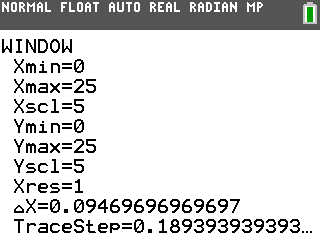 NORMAL FLOAT AUTO REAL RADIAN MP
WINDOW
Xmin=0
Xmax=25
Xscl=5
Ymin=0
Ymax=25
Yscl=5
Xres=1
△X=0.09469696969697
TraceStep=0.189393939393…